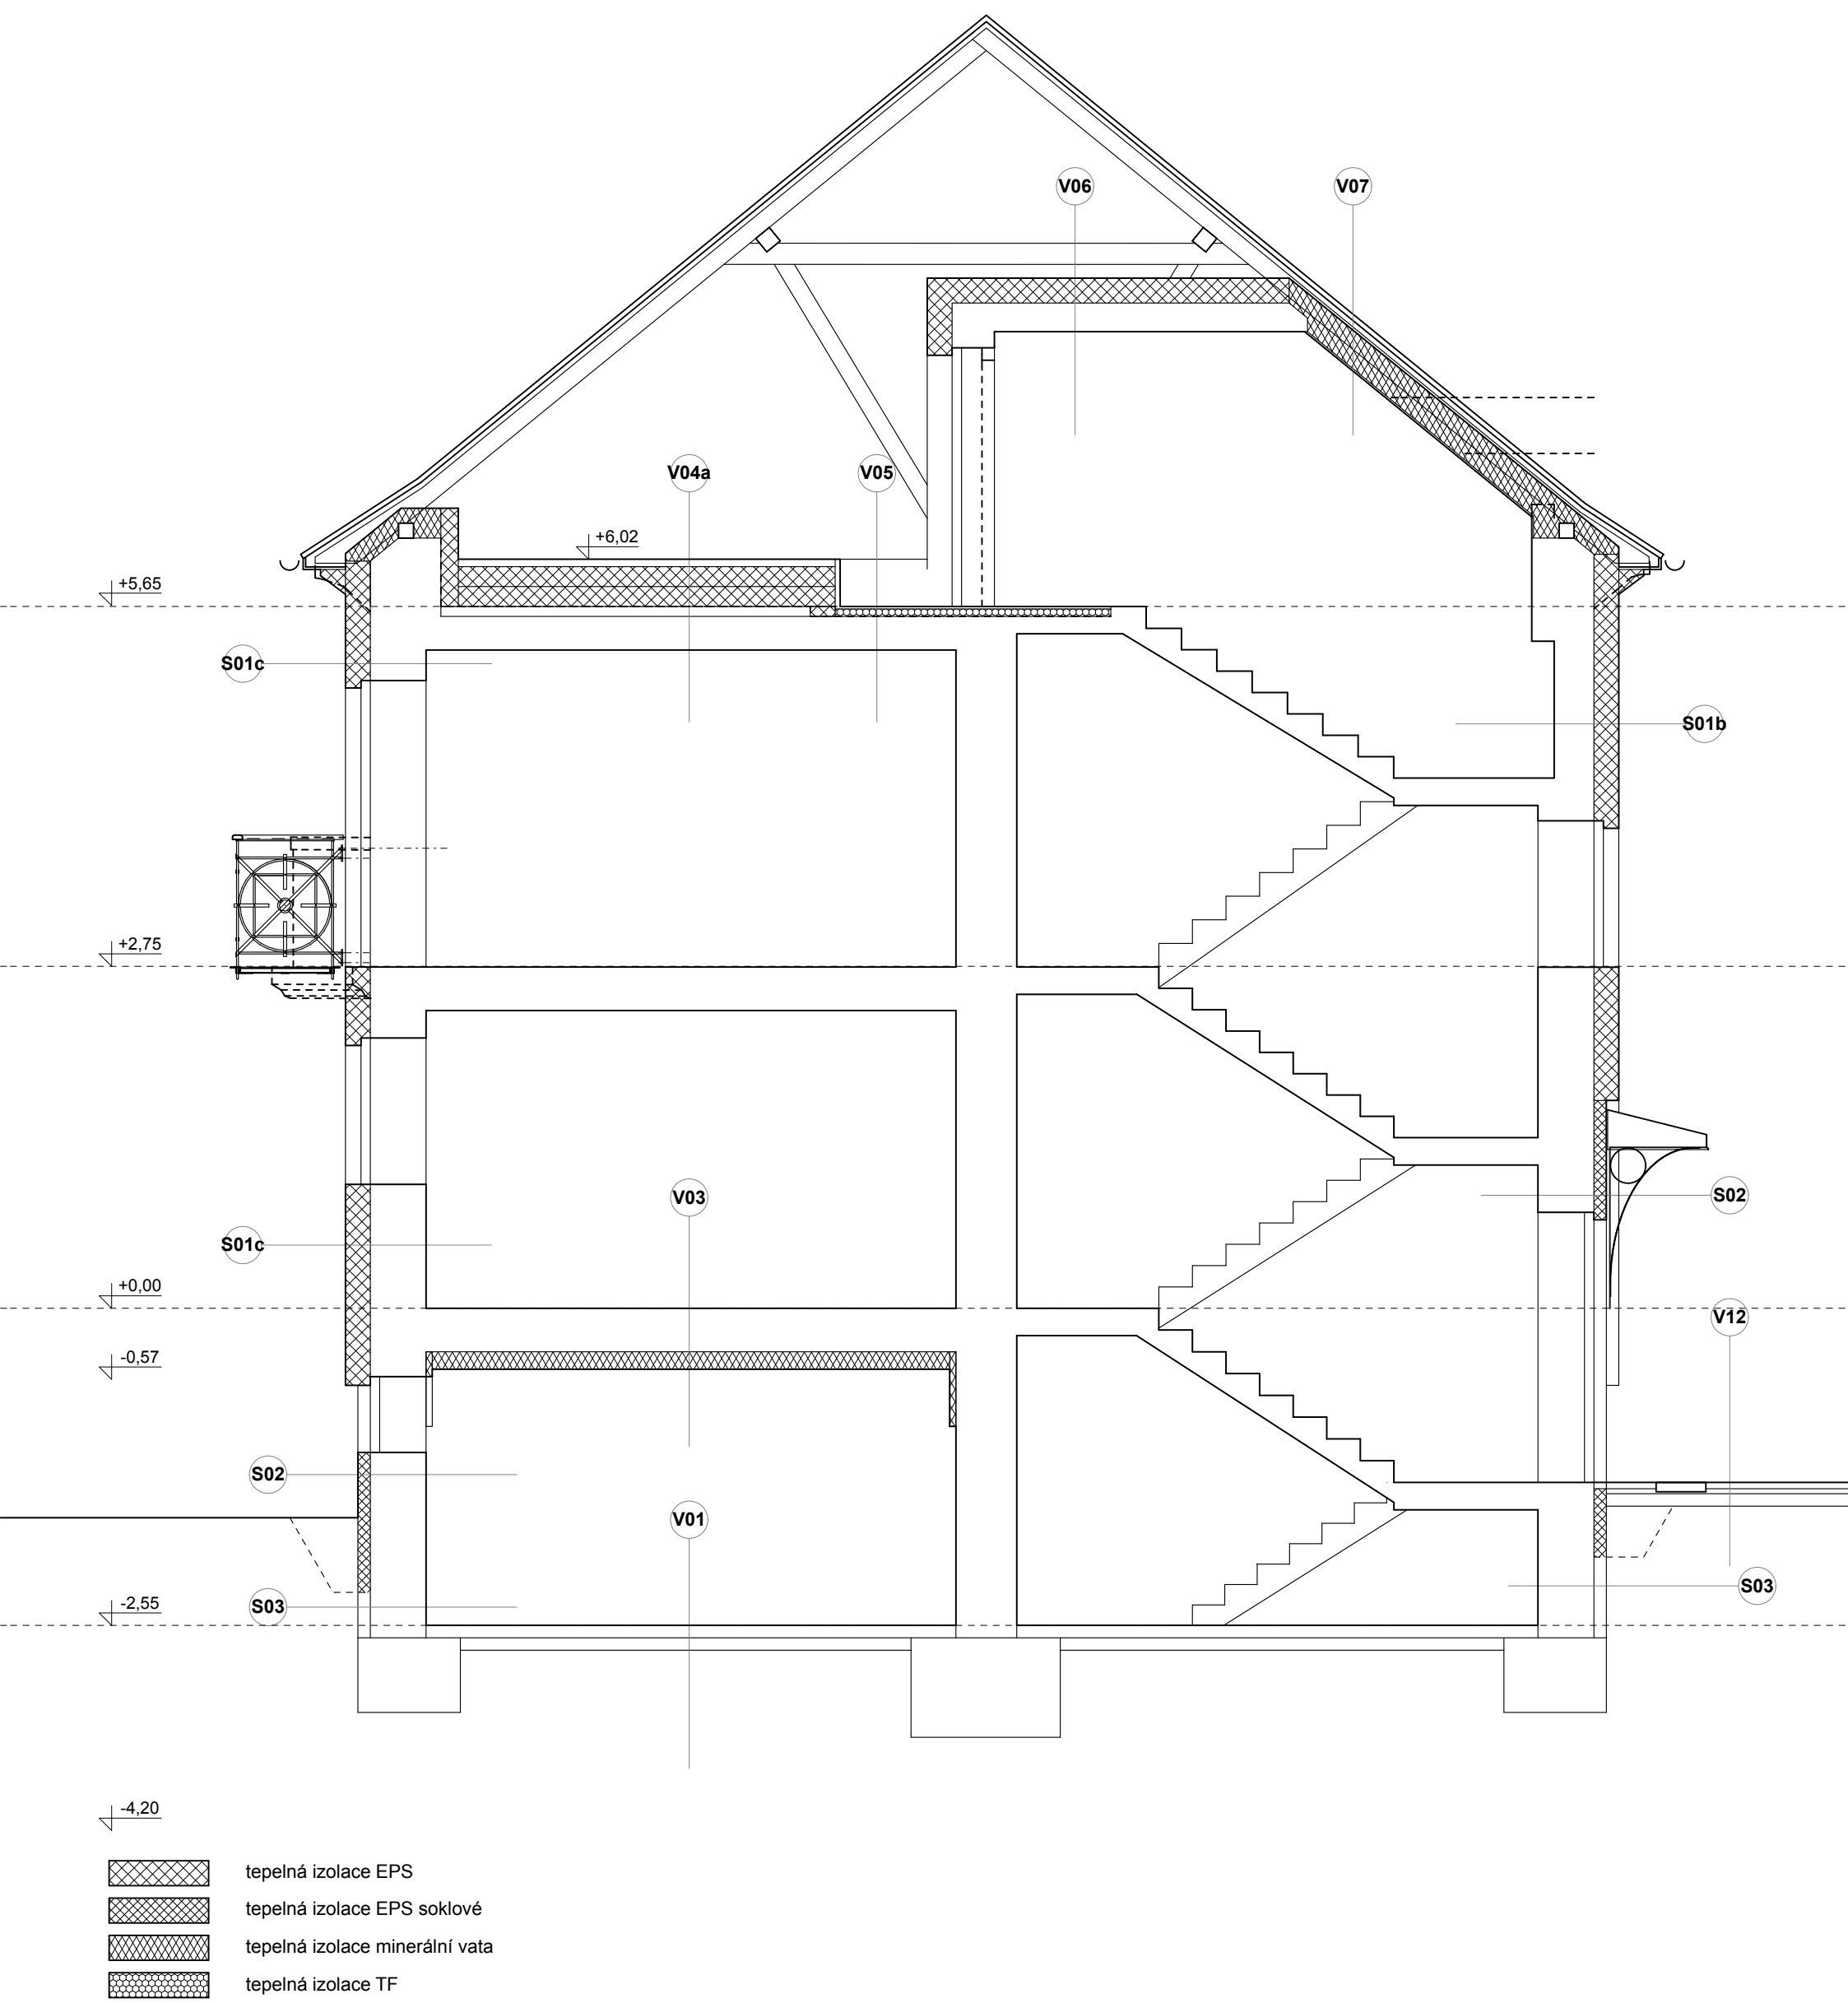 V06
V07
V04a
V05
+6,02
+5,65
S01c
S01b
+2,75
V03
S02
S01c
+0,00
V12
-0,57
S02
V01
S03
-2,55
S03
-4,20
tepelná izolace EPS
tepelná izolace EPS soklové
tepelná izolace minerální vata
tepelná izolace TF